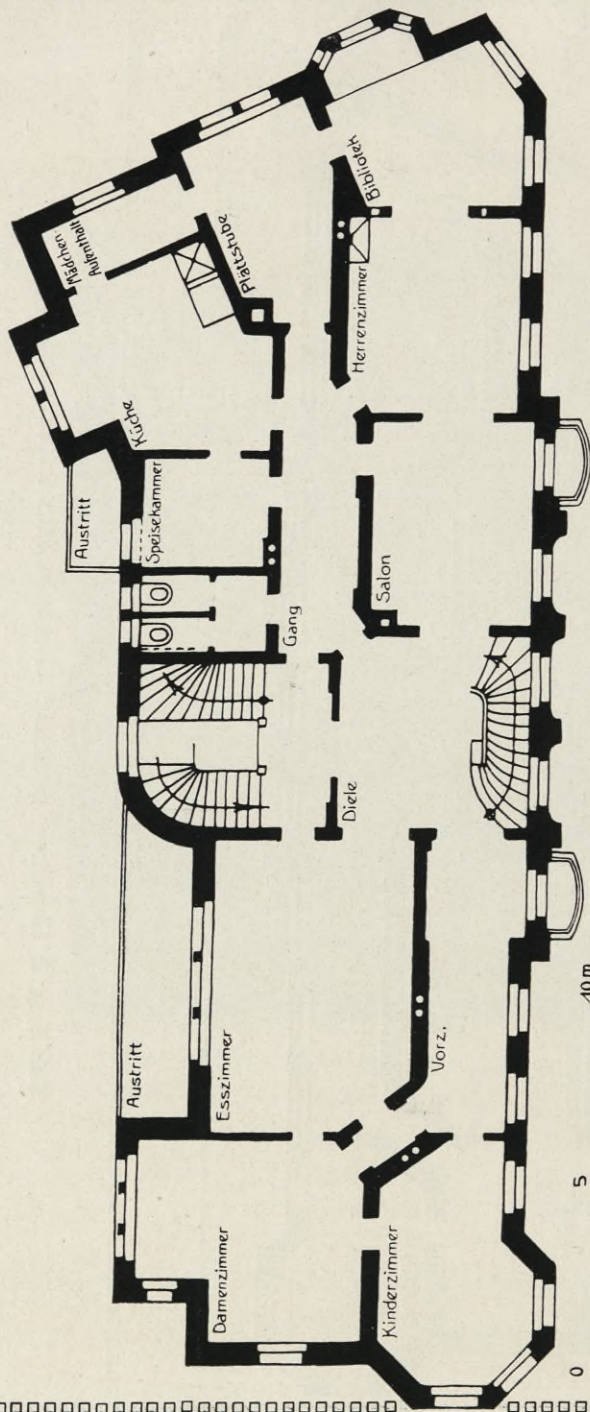 Mädchen
Aufenthalt
Plättstube
Bibliotek
Herrenzimmer
Küche
Speisekammer
Austritt
Gang
Salon
Diele
Austritt
Esszimmer
Vorz.
Damenzimmer
Kinderzimmer
0 5 10 m